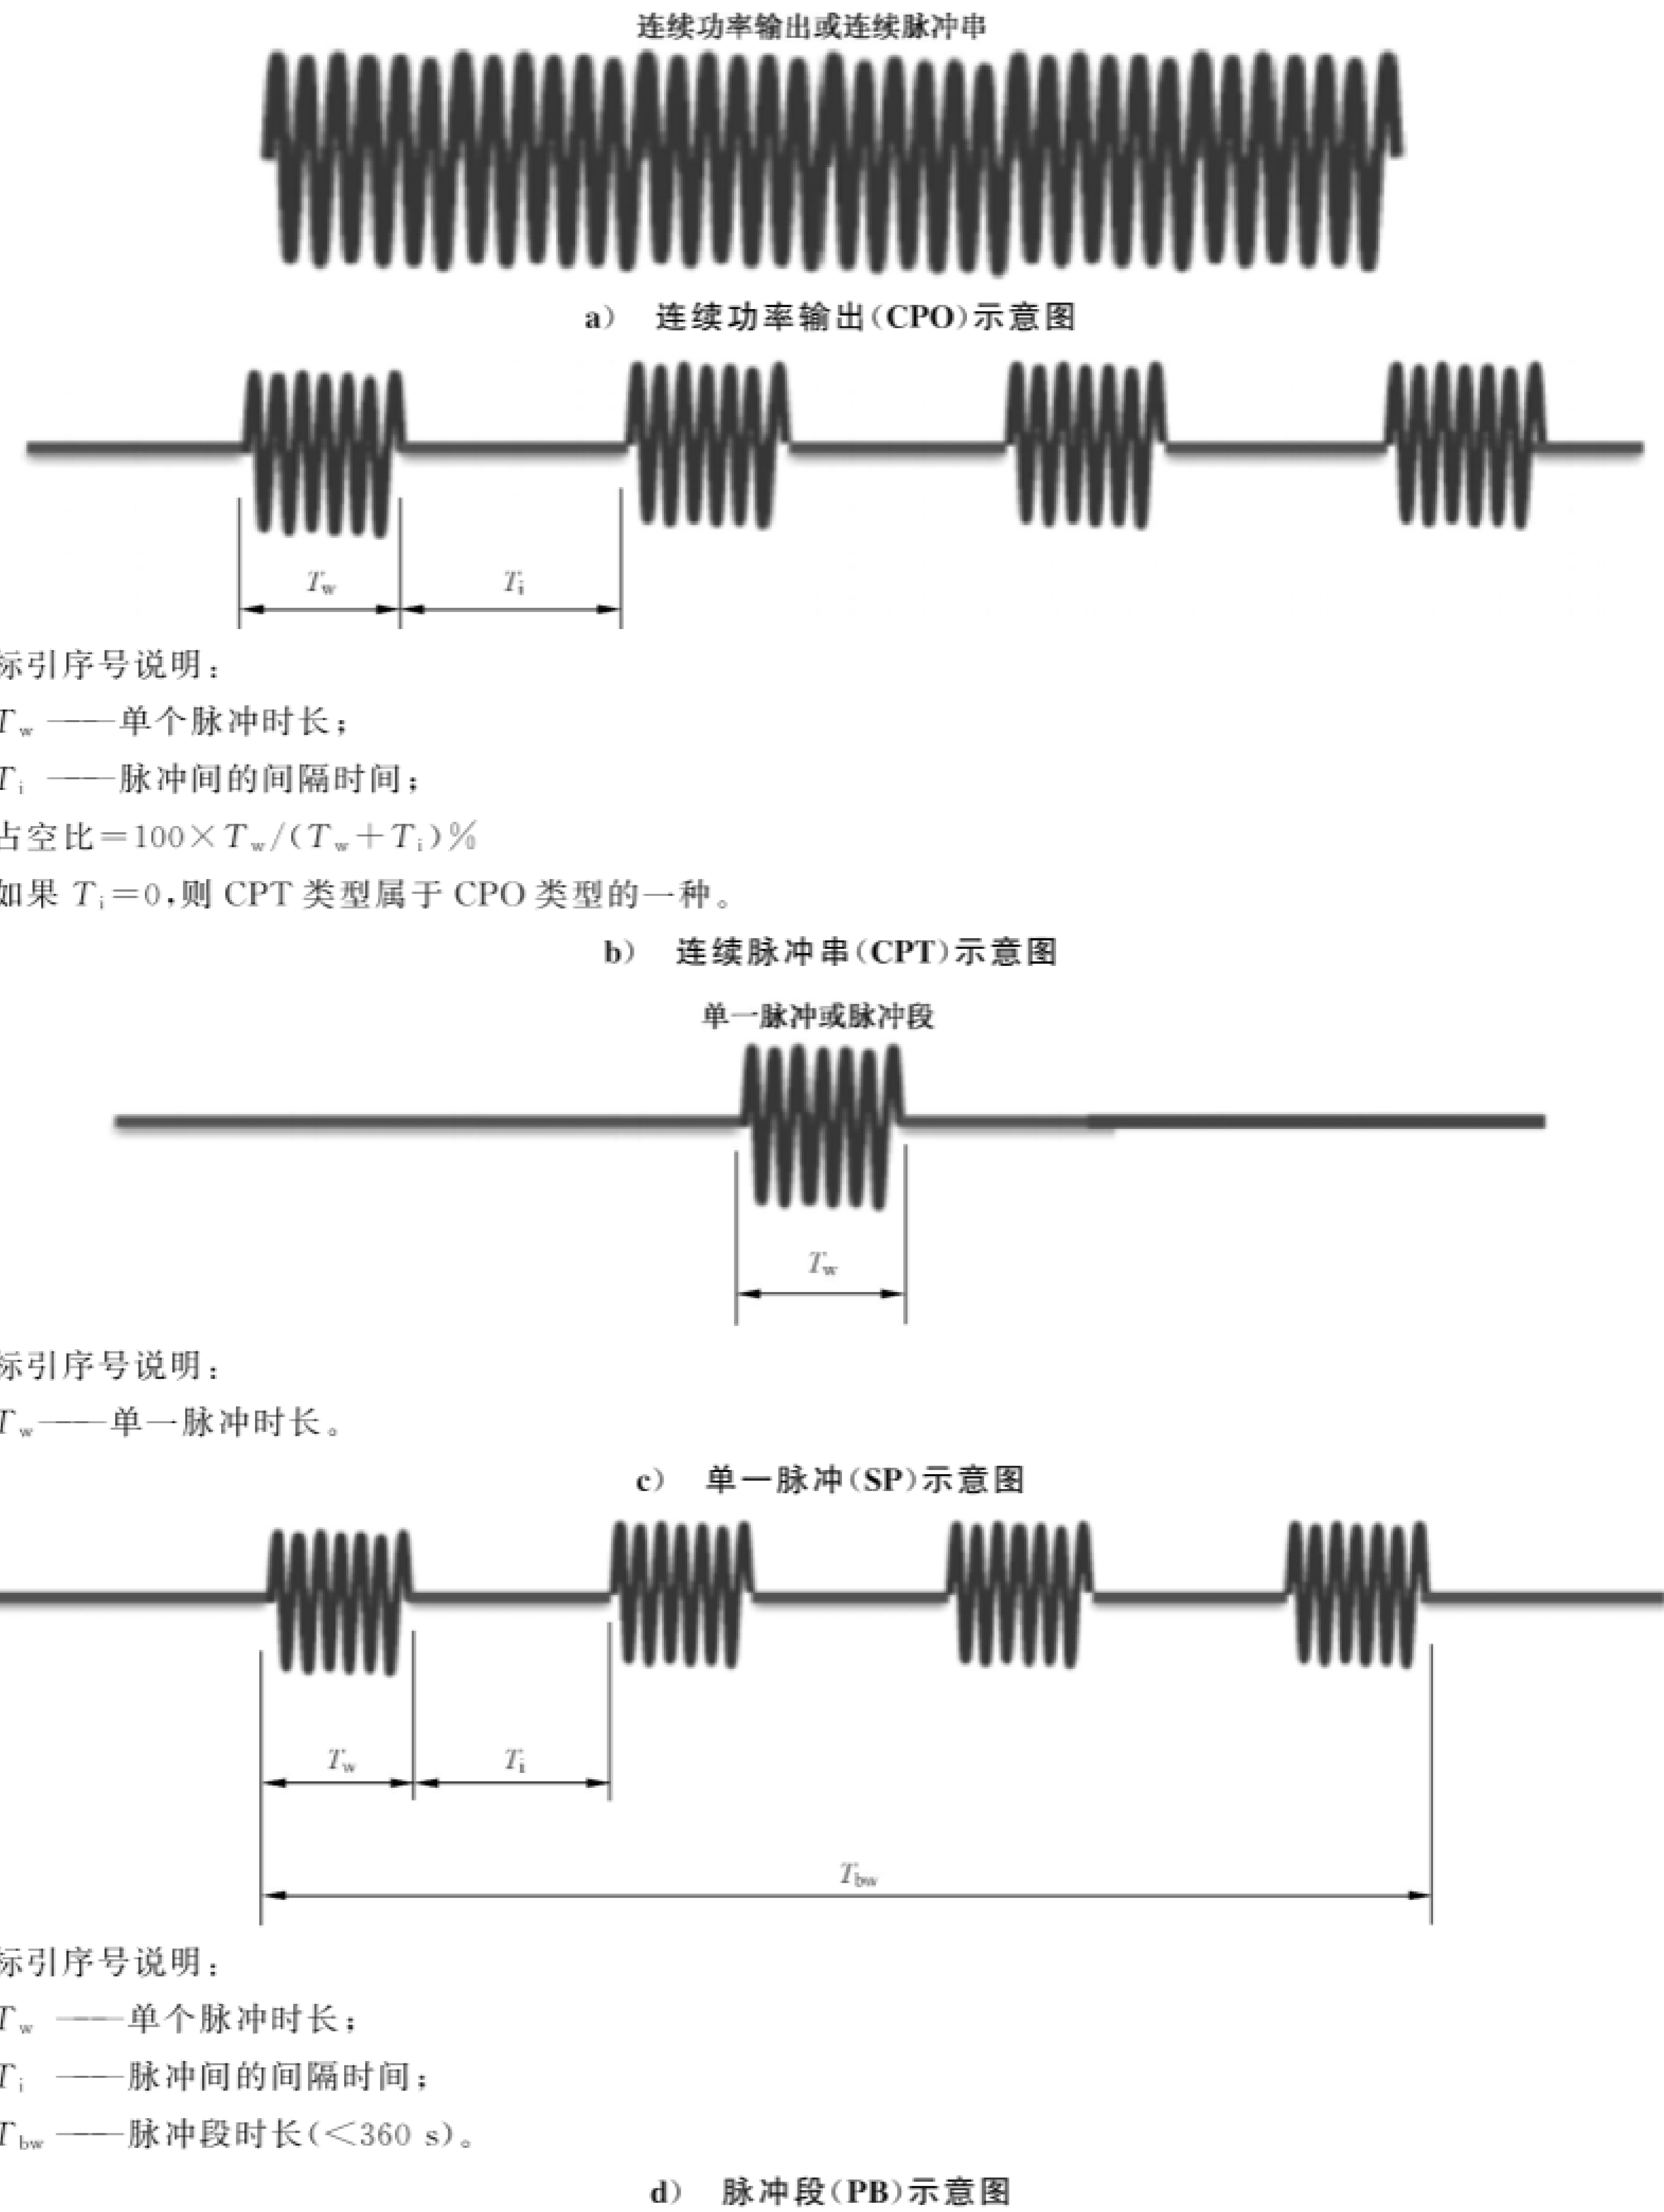 连续功率输出或连续脉冲串
a) 连续功率输出(CPO)示意图
Tw Ti
标引序号说明:
Tw ——单个脉冲时长;
Ti ——脉冲间的间隔时间;
占空比=100×Tw/(Tw+Ti)%
如果 Ti=0,则 CPT 类型属于 CPO 类型的一种。
b) 连续脉冲串(CPT)示意图
单一脉冲或脉冲段
Tw
标引序号说明:
Tw——单一脉冲时长。
c) 单一脉冲(SP)示意图
Tw Ti
Tbw
标引序号说明:
Tw ——单个脉冲时长;
Ti ——脉冲间的间隔时间;
Tbw ——脉冲段时长(<360 s)。
d) 脉冲段(PB)示意图